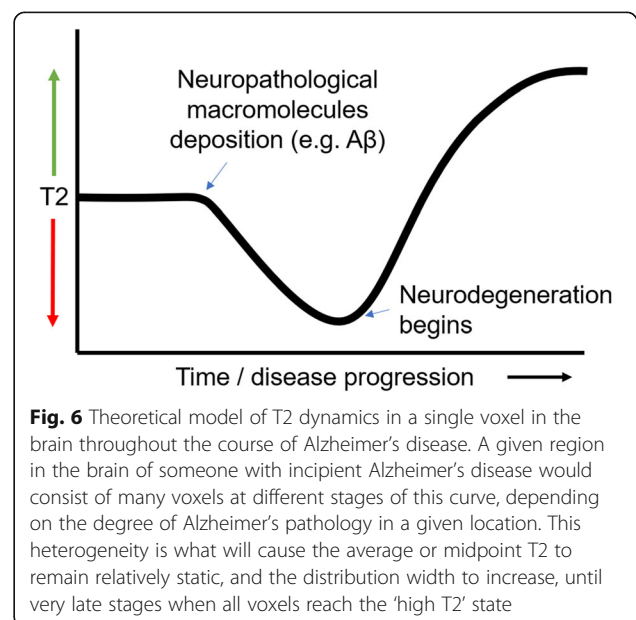 Neuropathological
macromolecules
deposition (e.g. Aβ)
T2
Neurodegeneration
begins
Time / disease progression
Fig. 6 Theoretical model of T2 dynamics in a single voxel in the
brain throughout the course of Alzheimer’s disease. A given region
in the brain of someone with incipient Alzheimer’s disease would
consist of many voxels at different stages of this curve, depending
on the degree of Alzheimer’s pathology in a given location. This
heterogeneity is what will cause the average or midpoint T2 to
remain relatively static, and the distribution width to increase, until
very late stages when all voxels reach the ‘high T2’ state